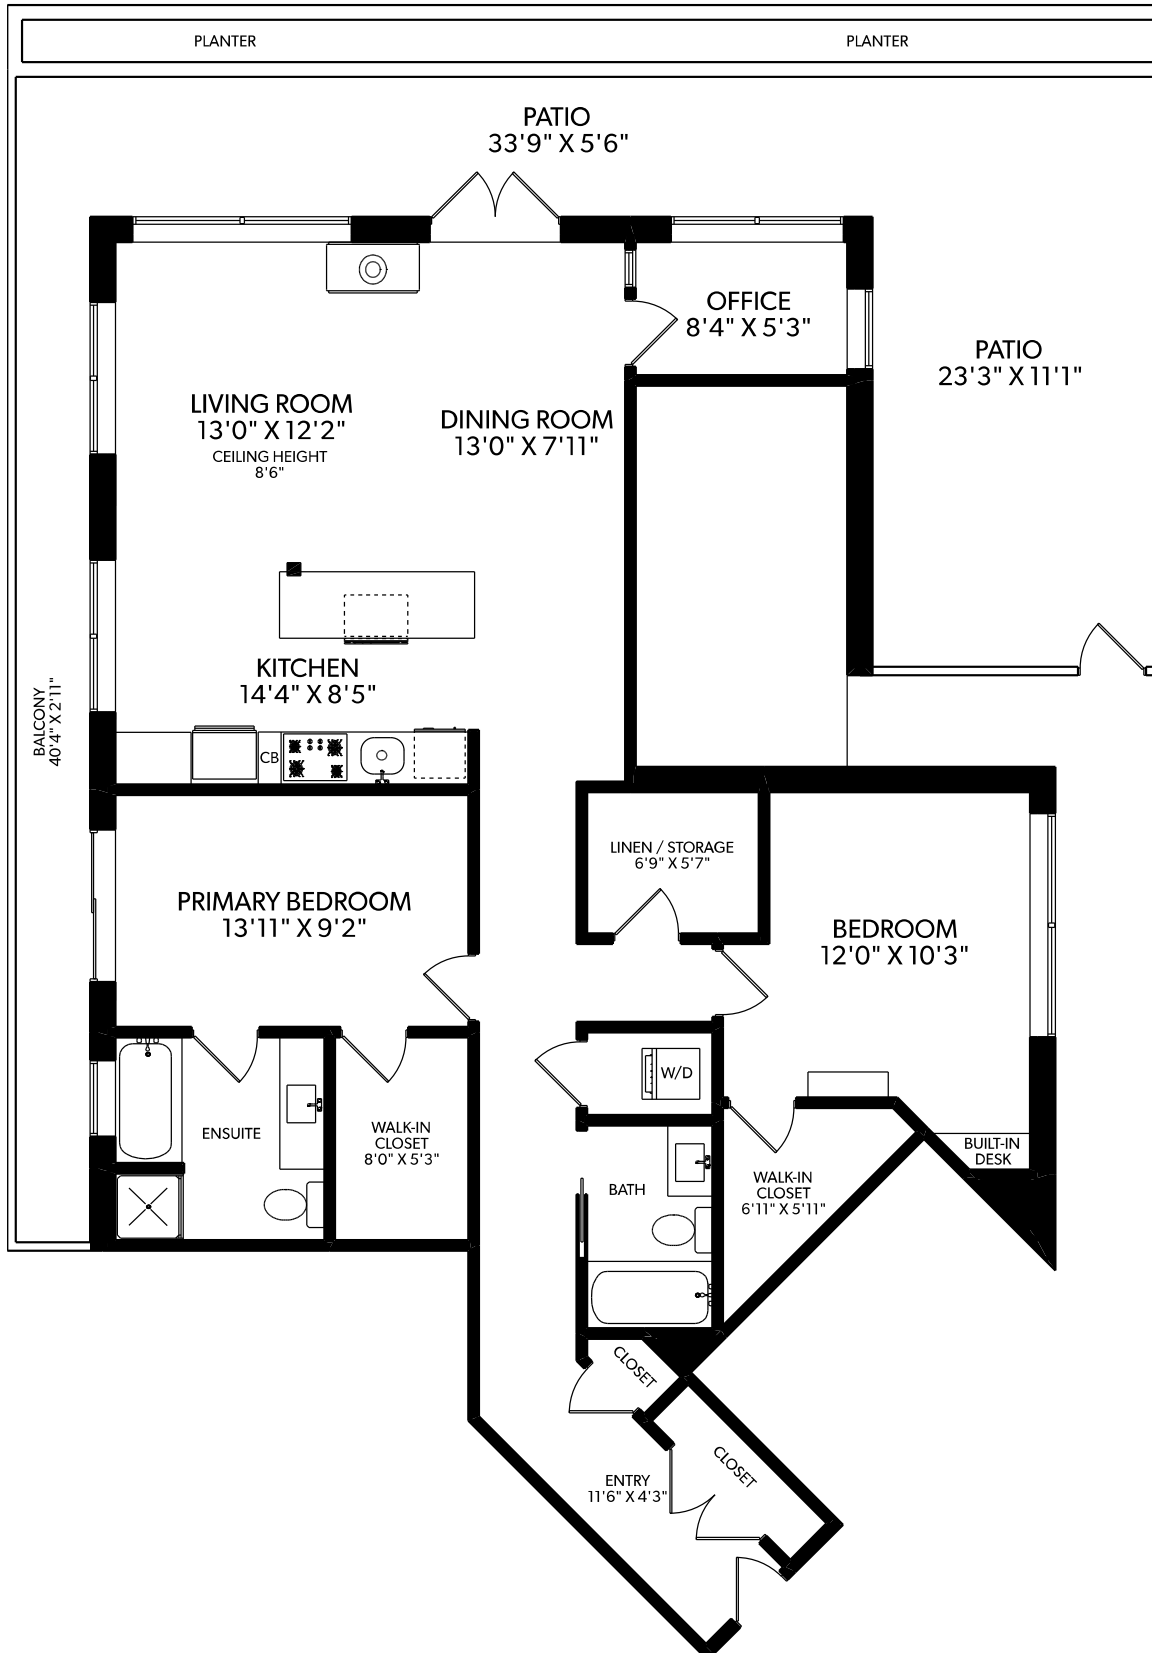 PLANTER
PLANTER
PATIO
33'9" X 5'6"
OFFICE
8'4" X 5'3"
PATIO
23'3" X 11'1"
LIVING ROOM
13'0" X 12'2"
CEILING HEIGHT
8'6"
DINING ROOM
13'0" X 7'11"
KITCHEN
14'4" X 8'5"
BALCONY
40'4" X 2'11"
CB
LINEN / STORAGE
6'9" X 5'7"
PRIMARY BEDROOM
13'11" X 9'2"
BEDROOM
12'0" X 10'3"
W/D
ENSUITE
WALK-IN
CLOSET
8'0" X 5'3"
BUILT-IN
DESK
BATH
WALK-IN
CLOSET
6'11" X 5'11"
CLOSET
CLOSET
ENTRY
11'6" X 4'3"